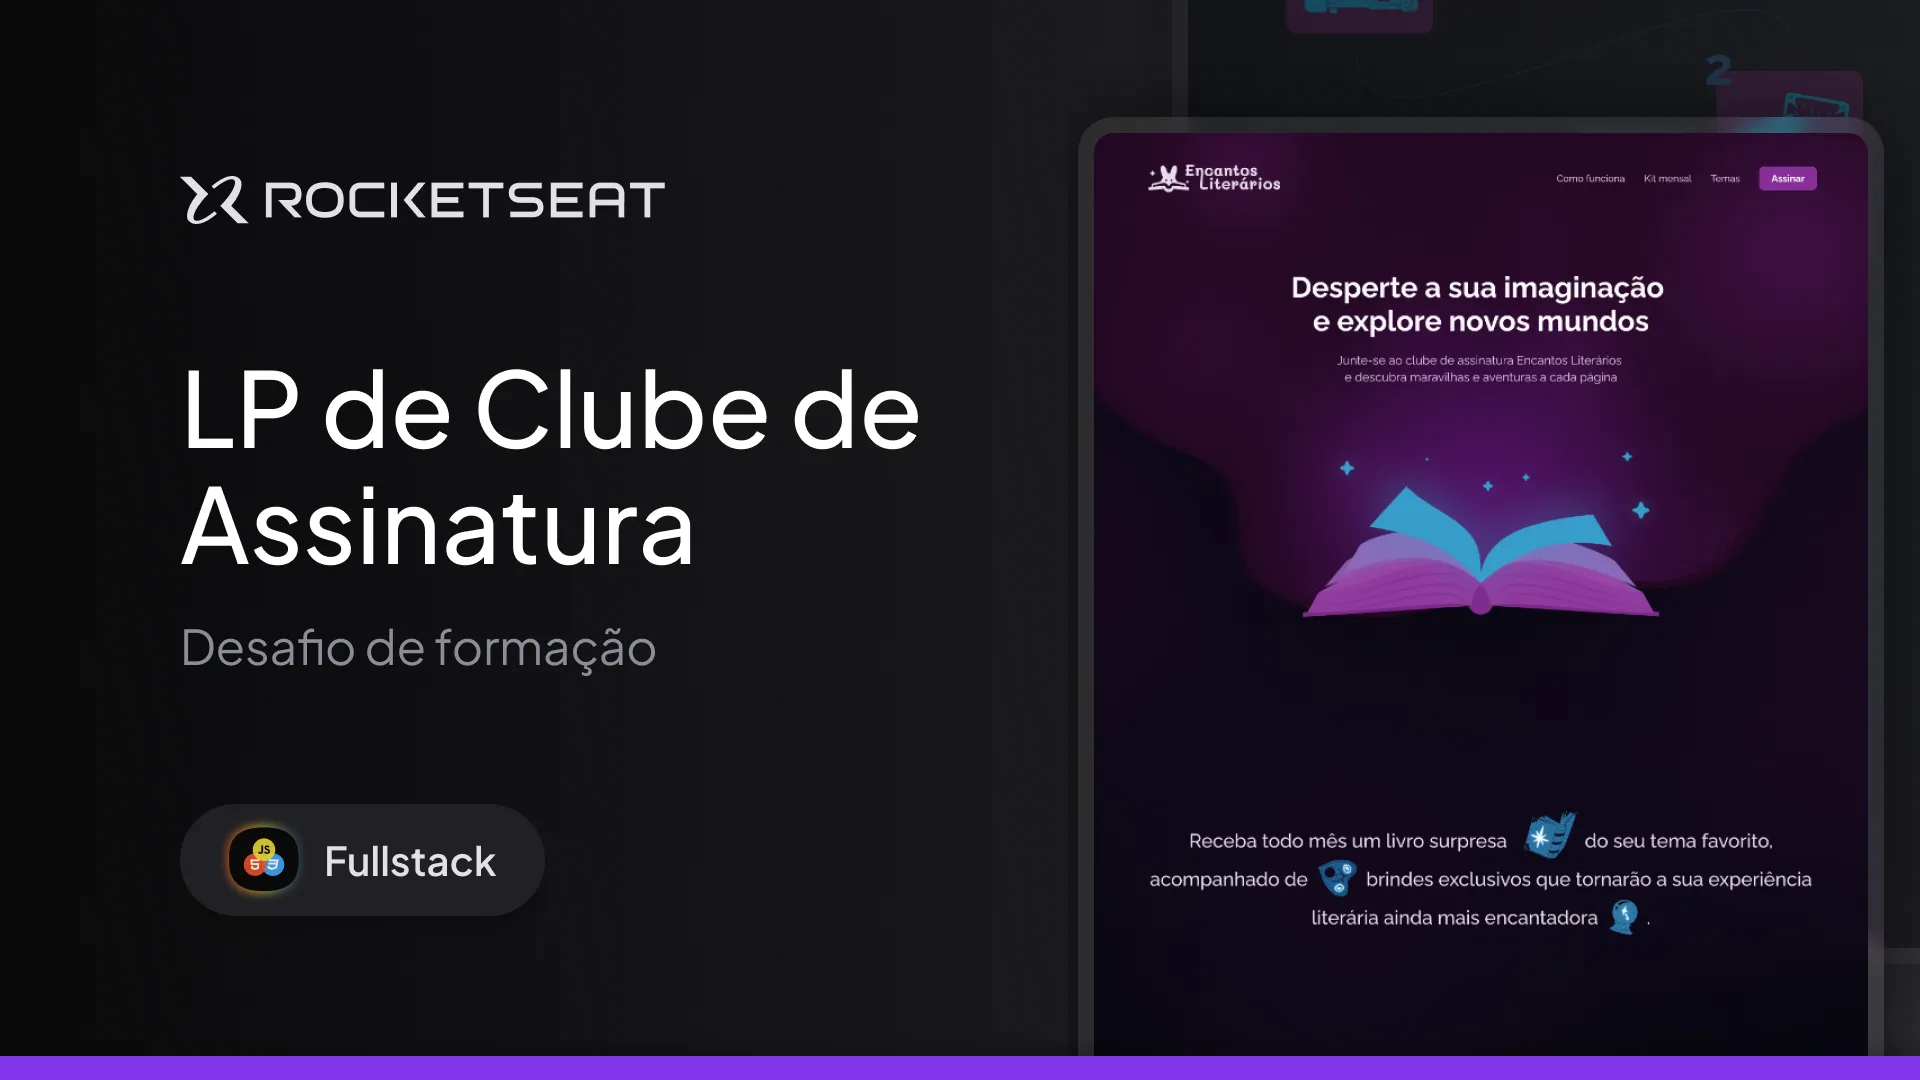 ROCKETSEAT
LP de Clube de
Assinatura
Desafio de formação
JS
5 3
Fullstack
2
Encantos
Literários
Como funciona Kit mensal Temas Assinar
Desperte a sua imaginação
e explore novos mundos
Junte-se ao clube de assinatura Encantos Literários
e descubra maravilhas e aventuras a cada página
Receba todo mês um livro surpresa do seu tema favorito,
acompanhado de brindes exclusivos que tornarão a sua experiência
literária ainda mais encantadora .